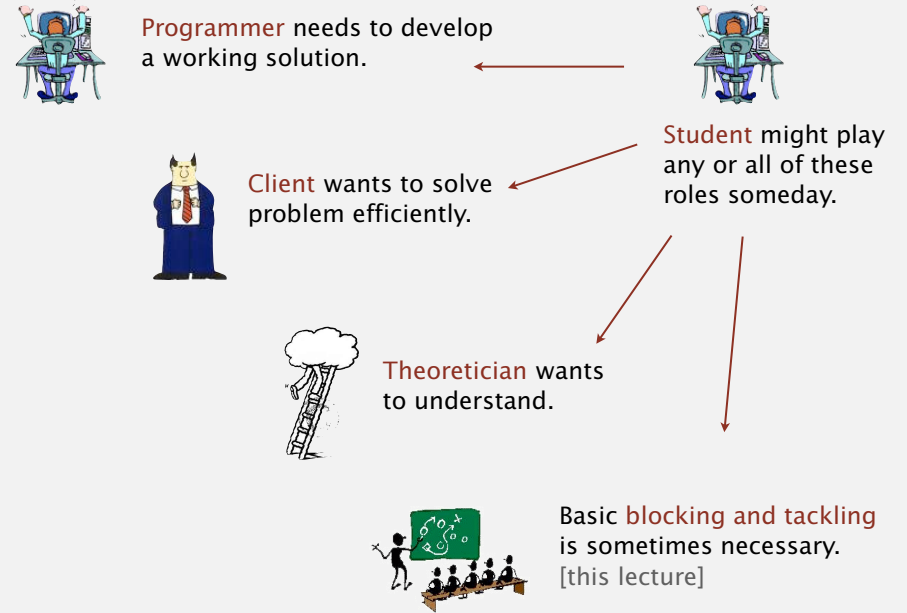 Programmer needs to develop
a working solution.
Student might play
any or all of these
roles someday.
Client wants to solve
problem efficiently.
Theoretician wants
to understand.
Basic blocking and tackling
is sometimes necessary.
[this lecture]